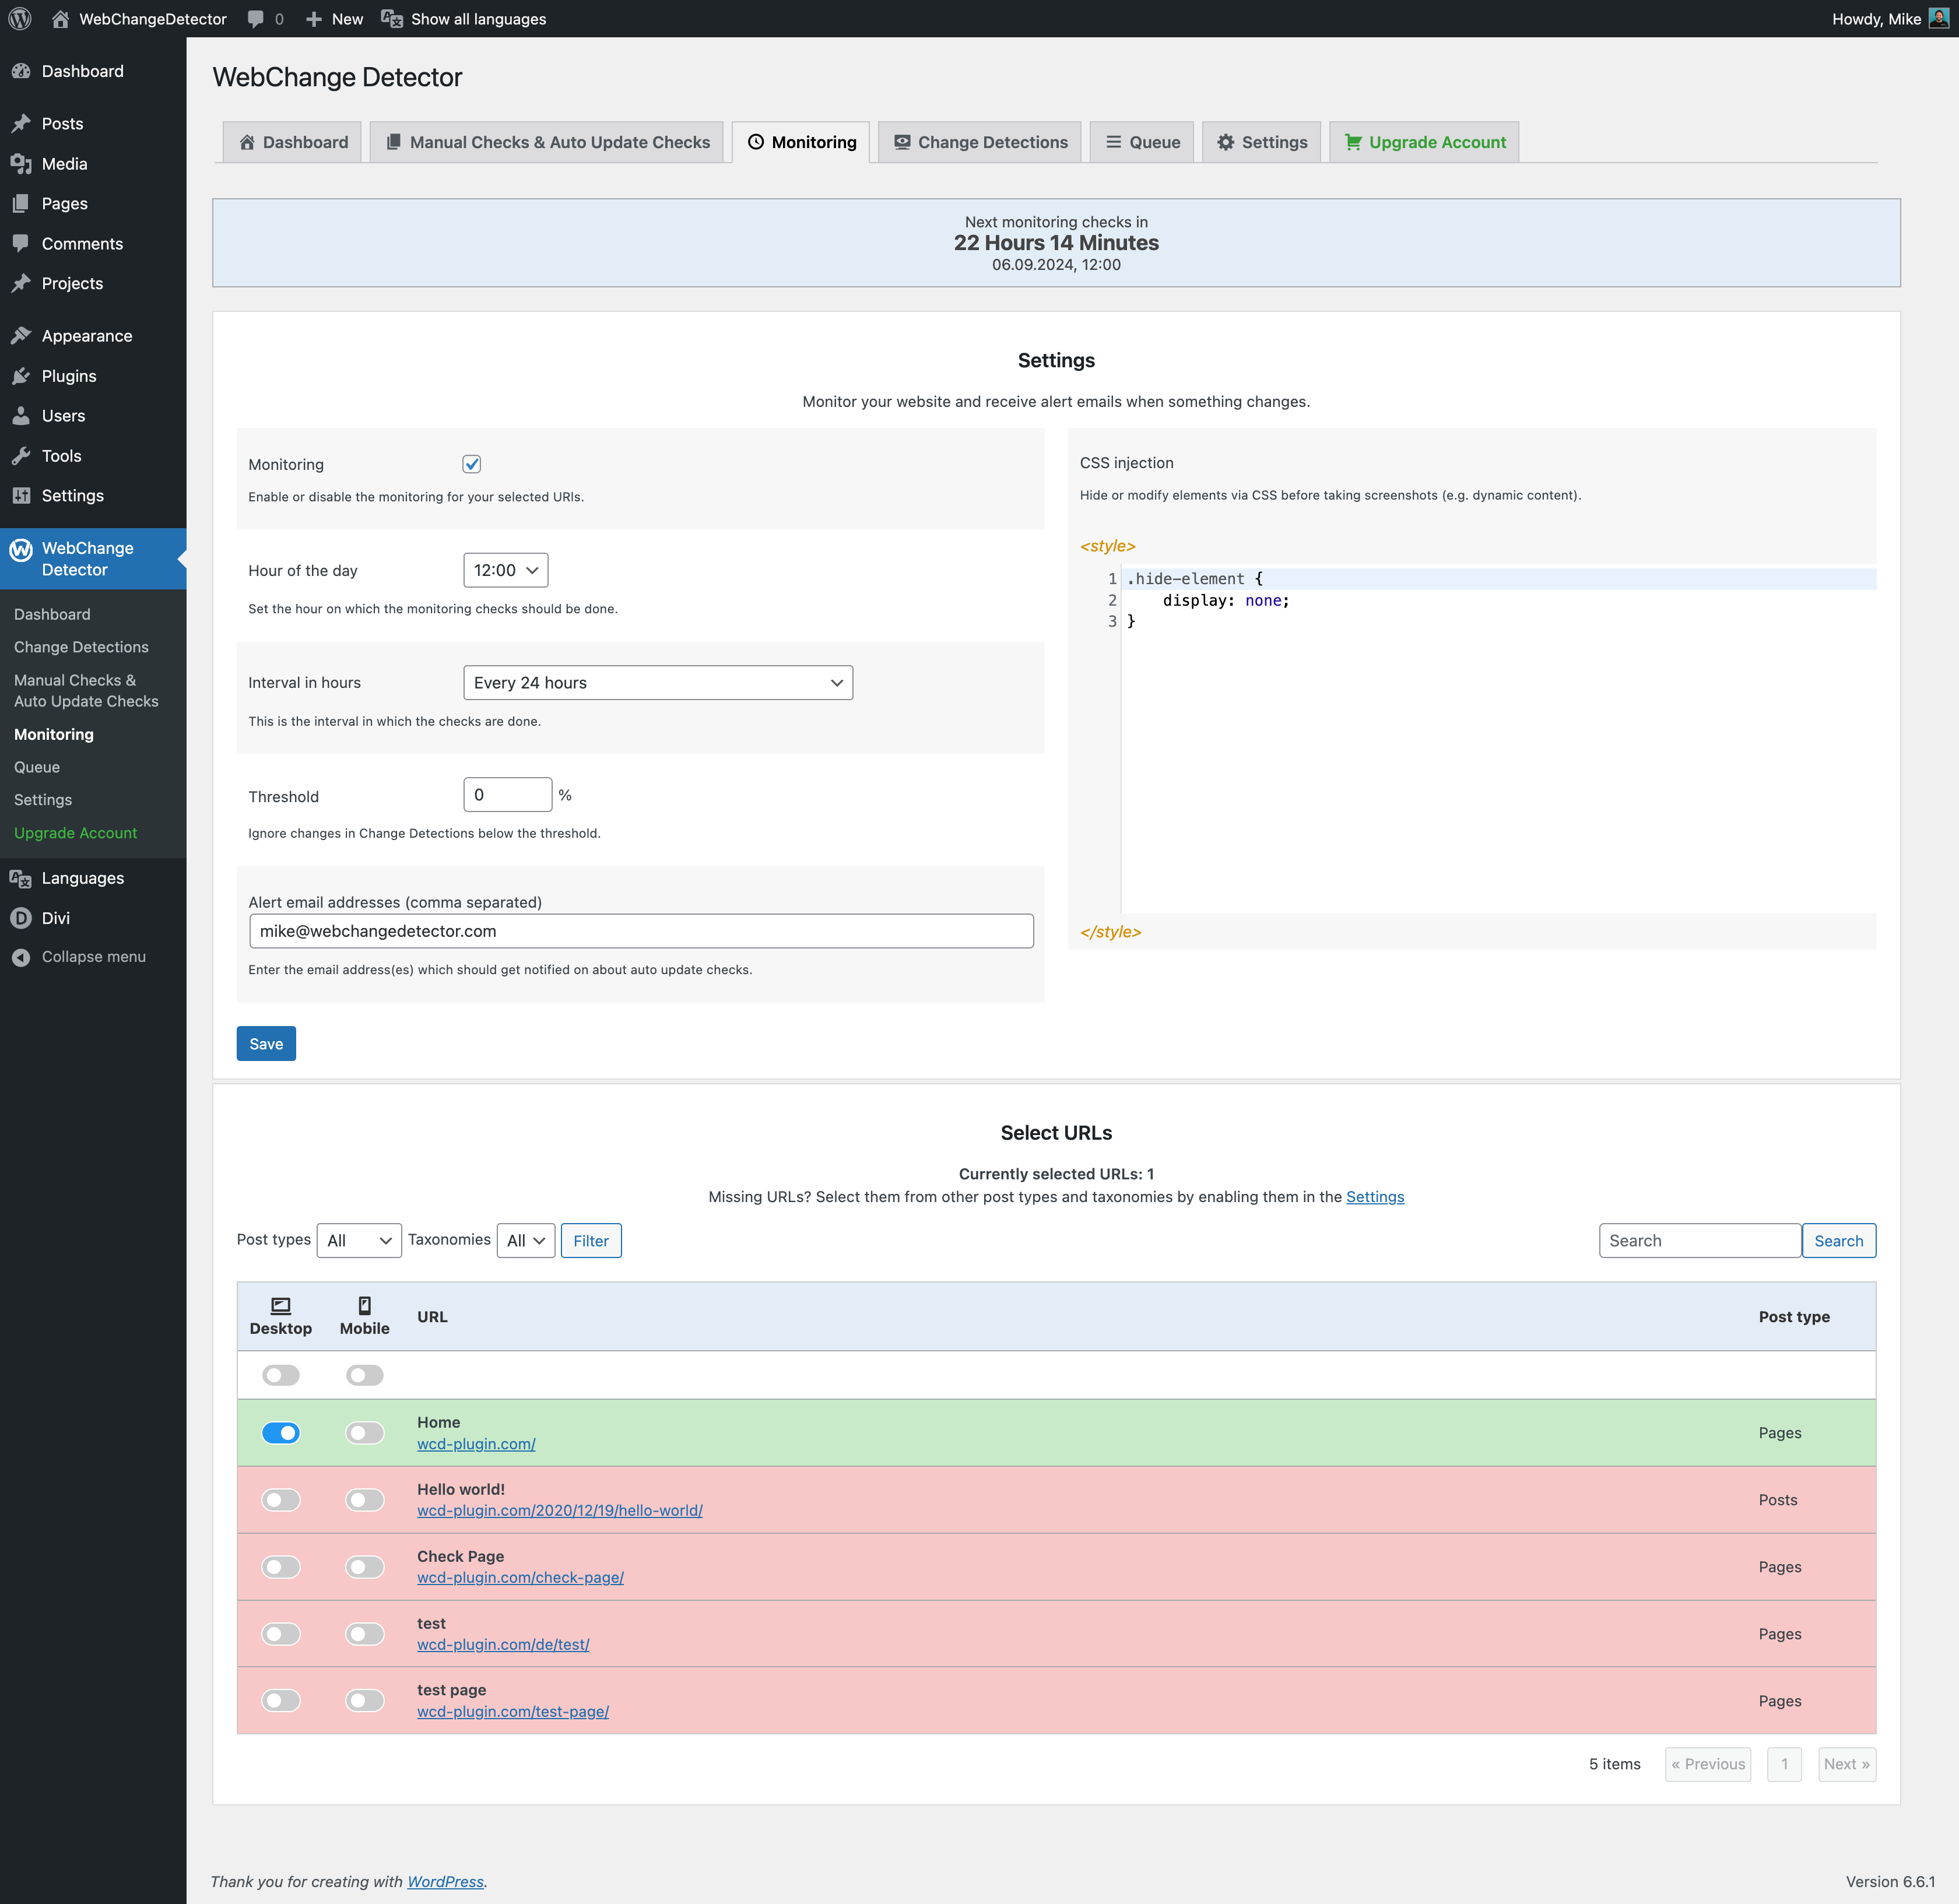 WebChangeDetector 0 New Show all languages Howdy, Mike
Dashboard
Posts
Media
Pages
Comments
Projects
Appearance
Plugins
Users
Tools
Settings
WebChange
Detector
Dashboard
Change Detections
Manual Checks &
Auto Update Checks
Monitoring
Queue
Settings
Upgrade Account
Languages
Divi
Collapse menu
WebChange Detector
Dashboard Manual Checks & Auto Update Checks Monitoring Change Detections Queue Settings Upgrade Account
Next monitoring checks in
22 Hours 14 Minutes
06.09.2024, 12:00
Settings
Monitor your website and receive alert emails when something changes.
Monitoring
Enable or disable the monitoring for your selected URLs.
Hour of the day 12:00
Set the hour on which the monitoring checks should be done.
Interval in hours Every 24 hours
This is the interval in which the checks are done.
Threshold 0 %
Ignore changes in Change Detections below the threshold.
Alert email addresses (comma separated)
mike@webchangedetector.com
Enter the email address(es) which should get notified on about auto update checks.
CSS injection
Hide or modify elements via CSS before taking screenshots (e.g. dynamic content).
<style>
1 .hide-element {
2 display: none;
3 }
</style>
Save
Select URLs
Currently selected URLs: 1
Missing URLs? Select them from other post types and taxonomies by enabling them in the Settings
Post types All Taxonomies All Filter Search Search
Desktop Mobile URL Post type
Home
wcd-plugin.com/ Pages
Hello world!
wcd-plugin.com/2020/12/19/hello-world/ Posts
Check Page
wcd-plugin.com/check-page/ Pages
test
wcd-plugin.com/de/test/ Pages
test page
wcd-plugin.com/test-page/ Pages
5 items « Previous 1 Next »
Thank you for creating with WordPress. Version 6.6.1